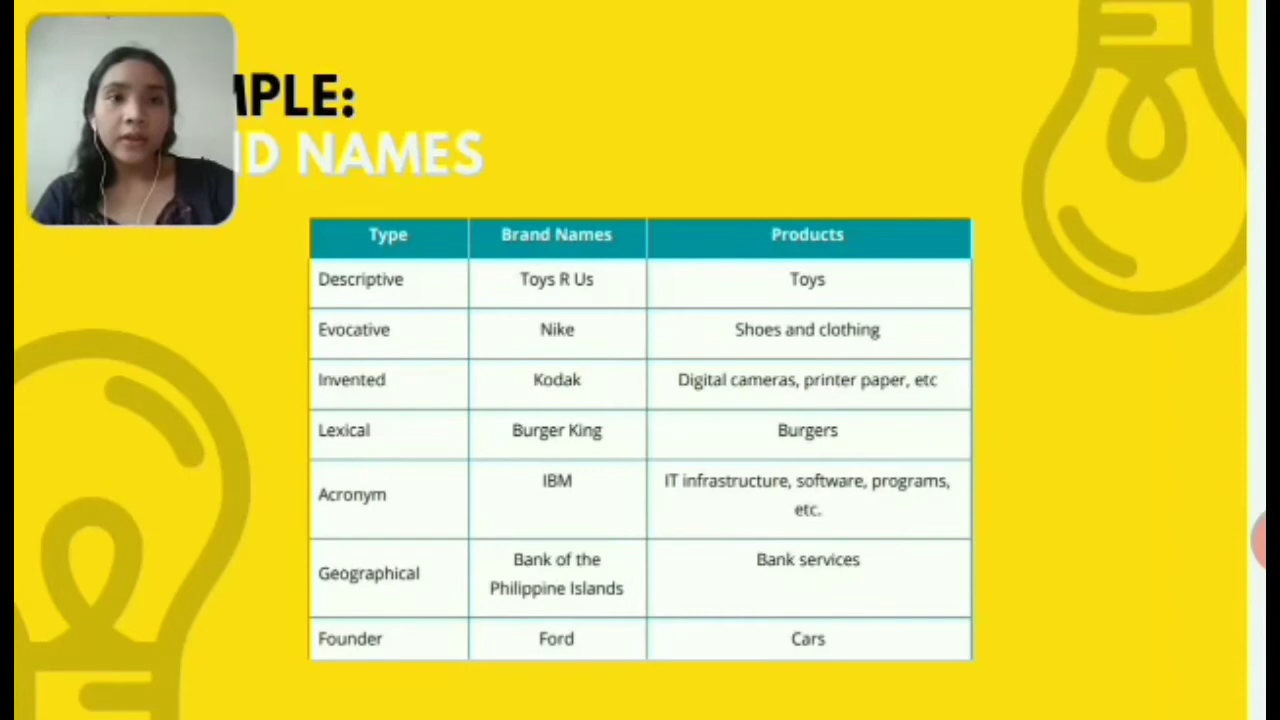 MPLE:
ND NAMES
Type Brand Names Products
Descriptive Toys R Us Toys
Evocative Nike Shoes and clothing
Invented Kodak Digital cameras, printer paper, etc
Lexical Burger King Burgers
Acronym IBM IT infrastructure, software, programs,
etc.
Geographical Bank of the Bank services
Philippine Islands
Founder Ford Cars